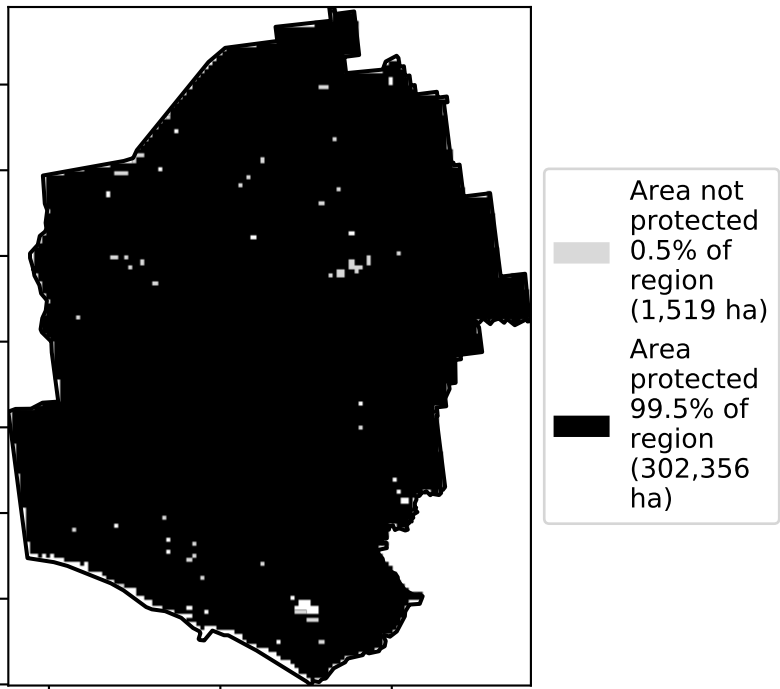 Area not
protected
0.5% of
region
(1,519 ha)
Area
protected
99.5% of
region
(302,356
ha)